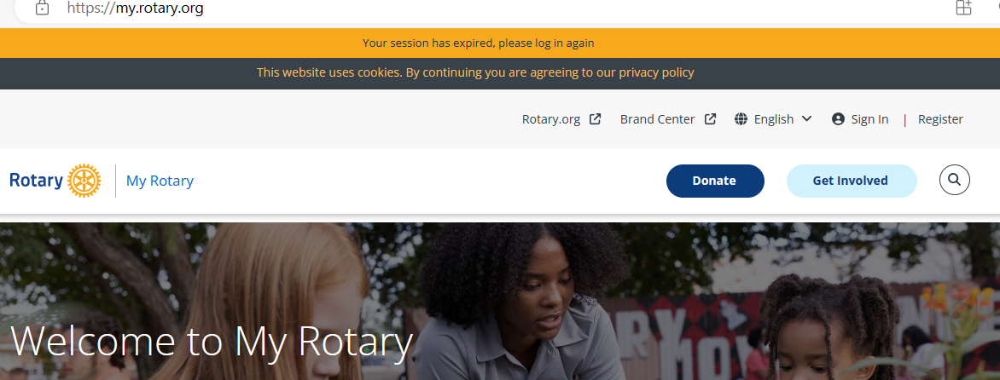 https://my.rotary.org
Your session has expired, please log in again
This website uses cookies. By continuing you are agreeing to our privacy policy
Rotary.org Brand Center English Sign In | Register
Rotary | My Rotary Donate Get Involved
Welcome to My Rotary